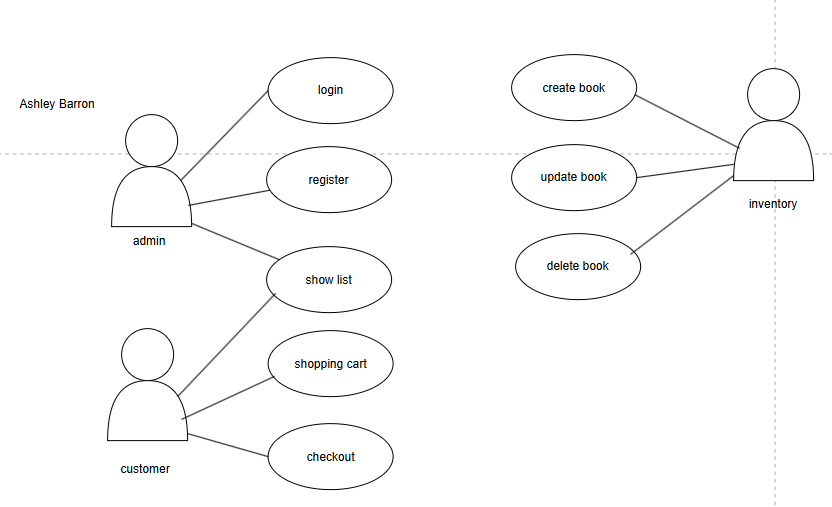 Ashley Barron
login
register
admin
show list
shopping cart
customer
checkout
create book
update book
inventory
delete book